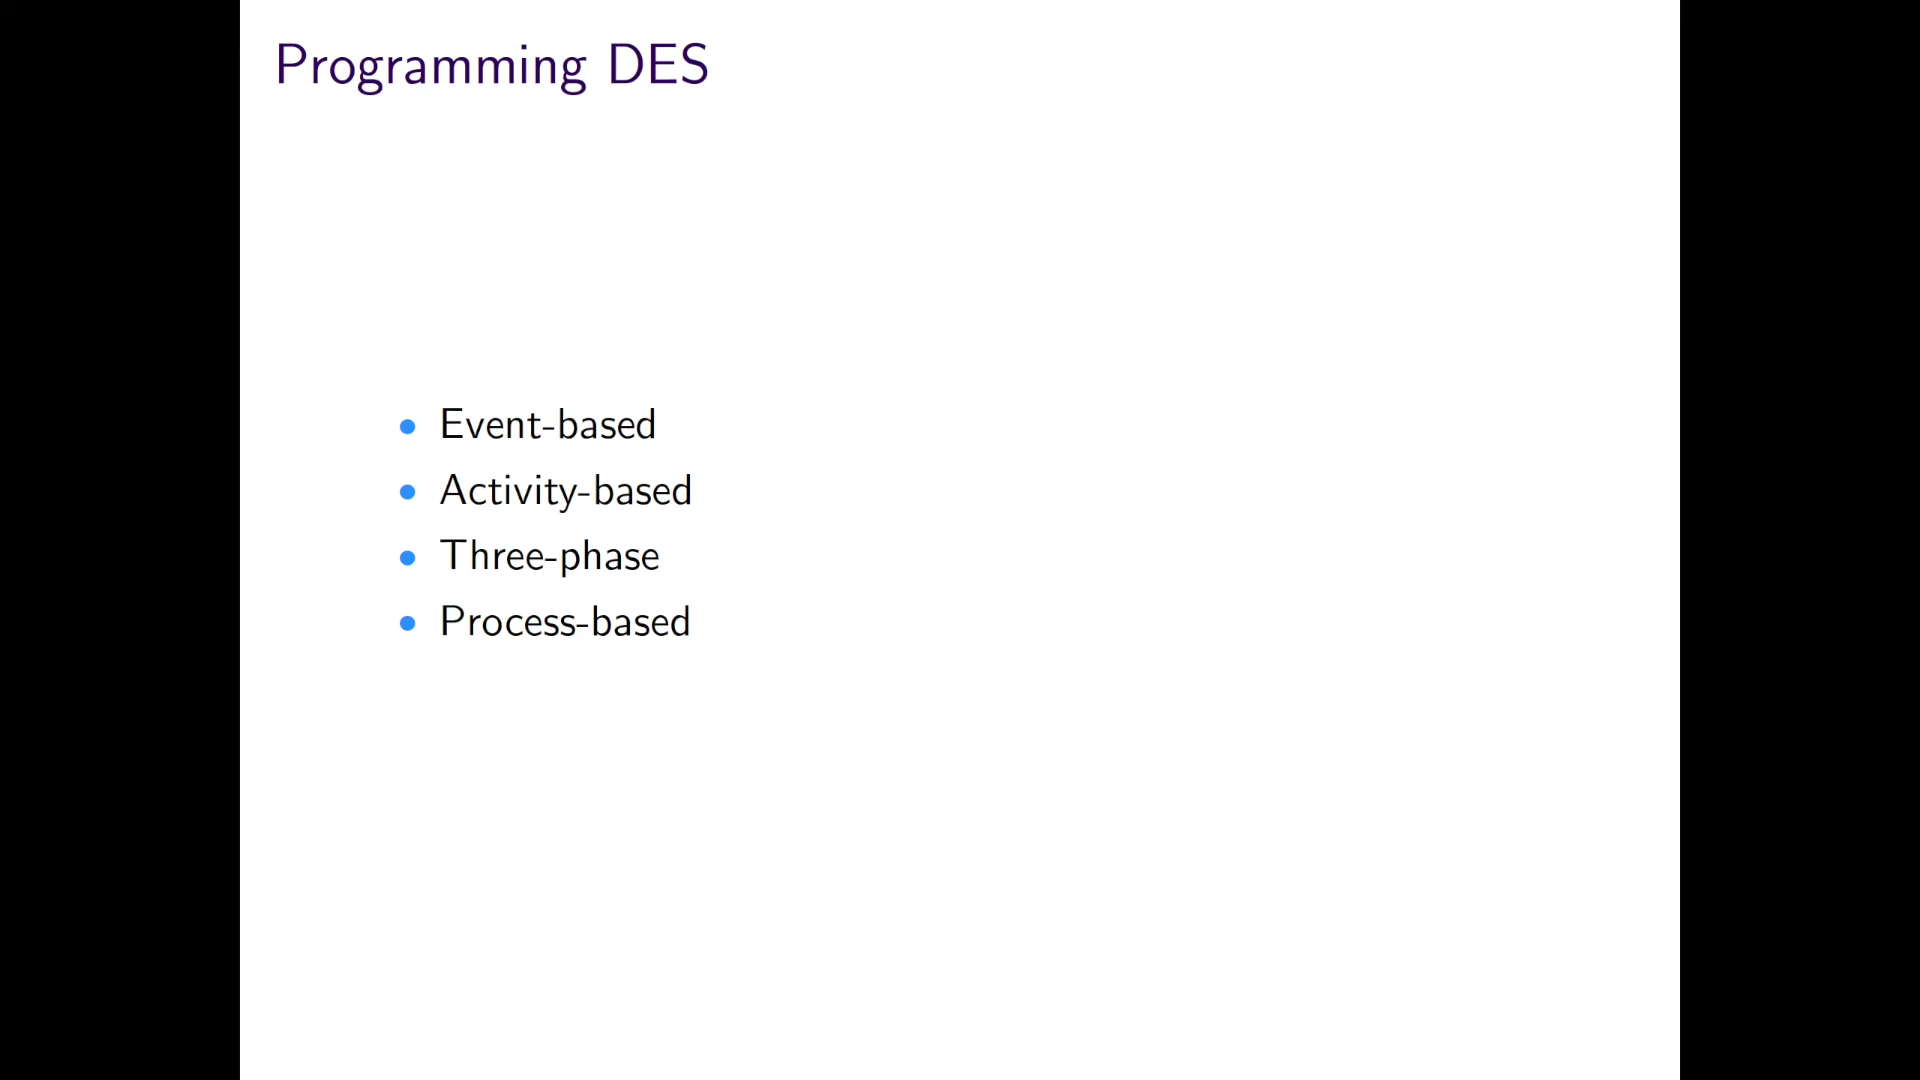 Programming DES
Event-based
Activity-based
Three-phase
Process-based